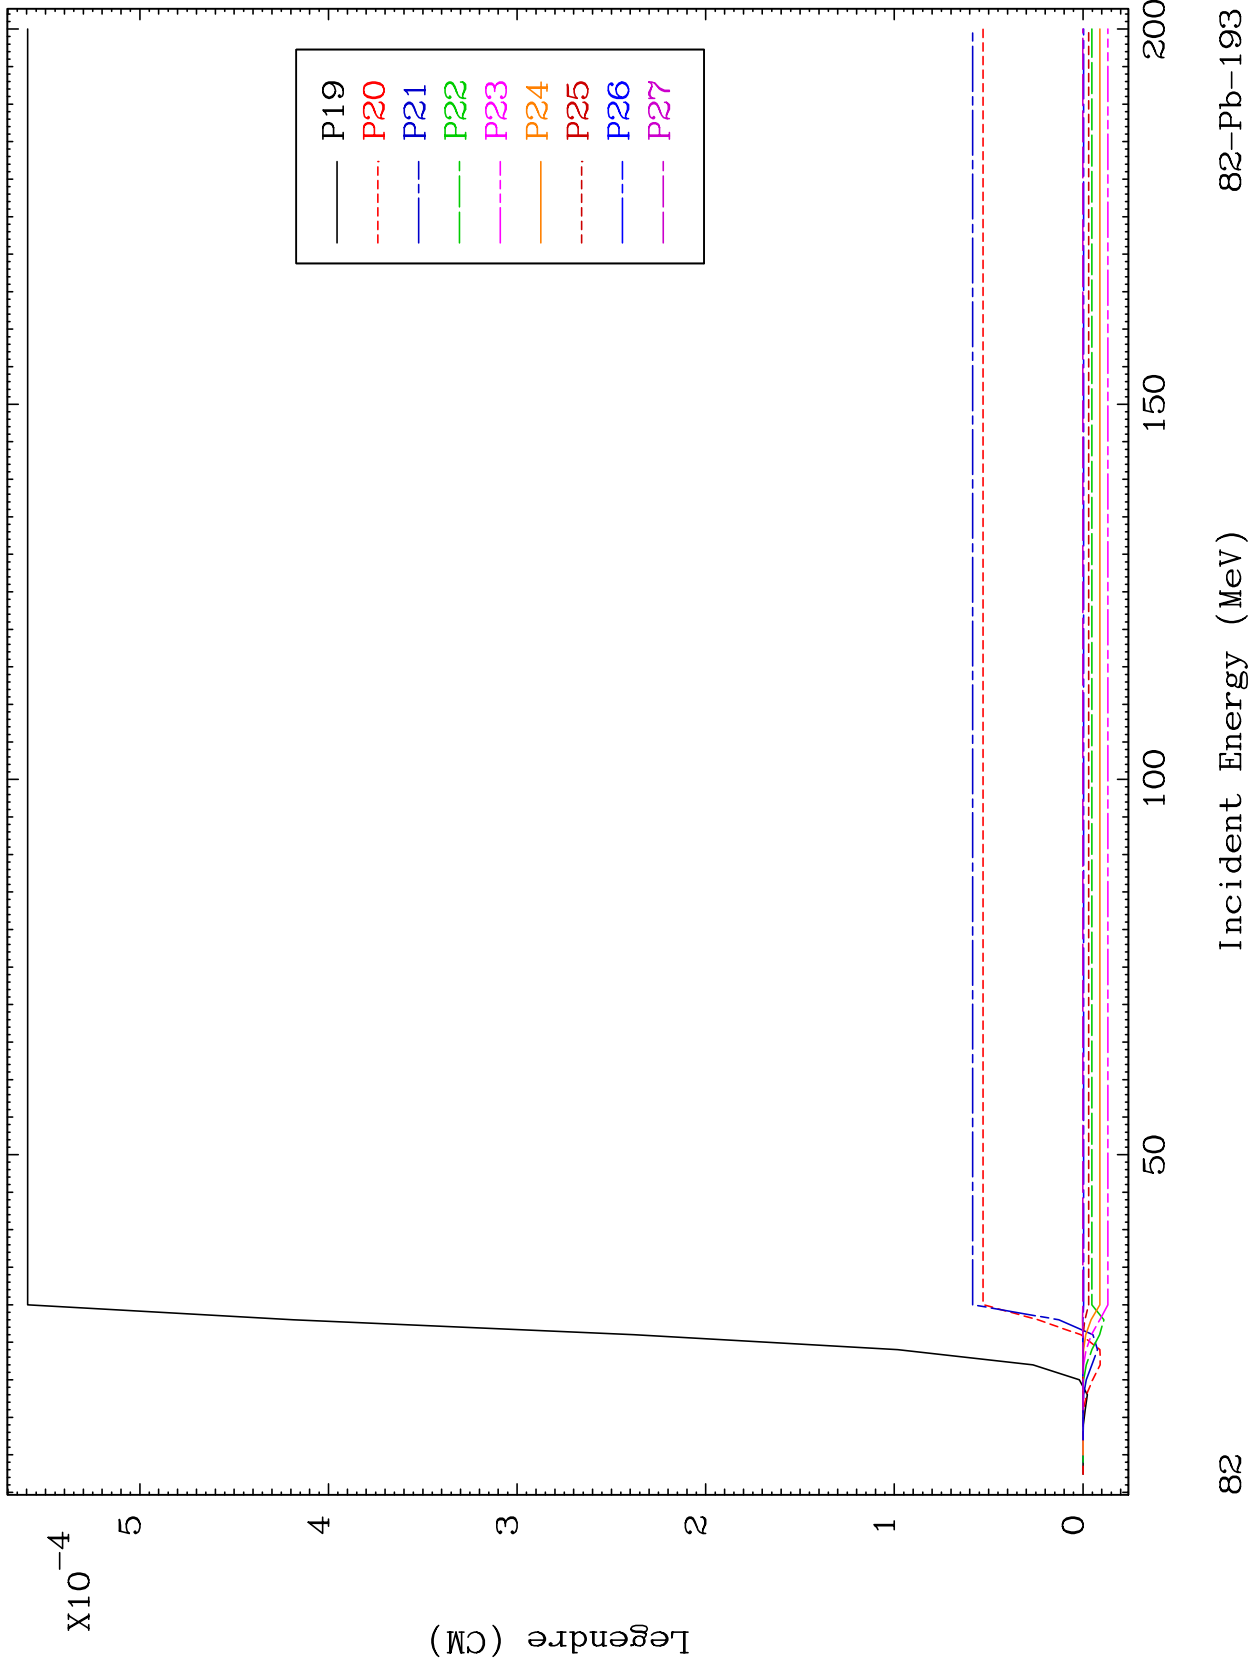 X10-4
Legendre (CM)
5
4
3
2
1
0
P19
P20
P21
P22
P23
P24
P25
P26
P27
50
100
150
200
Incident Energy (MeV)
82
82-Pb-193